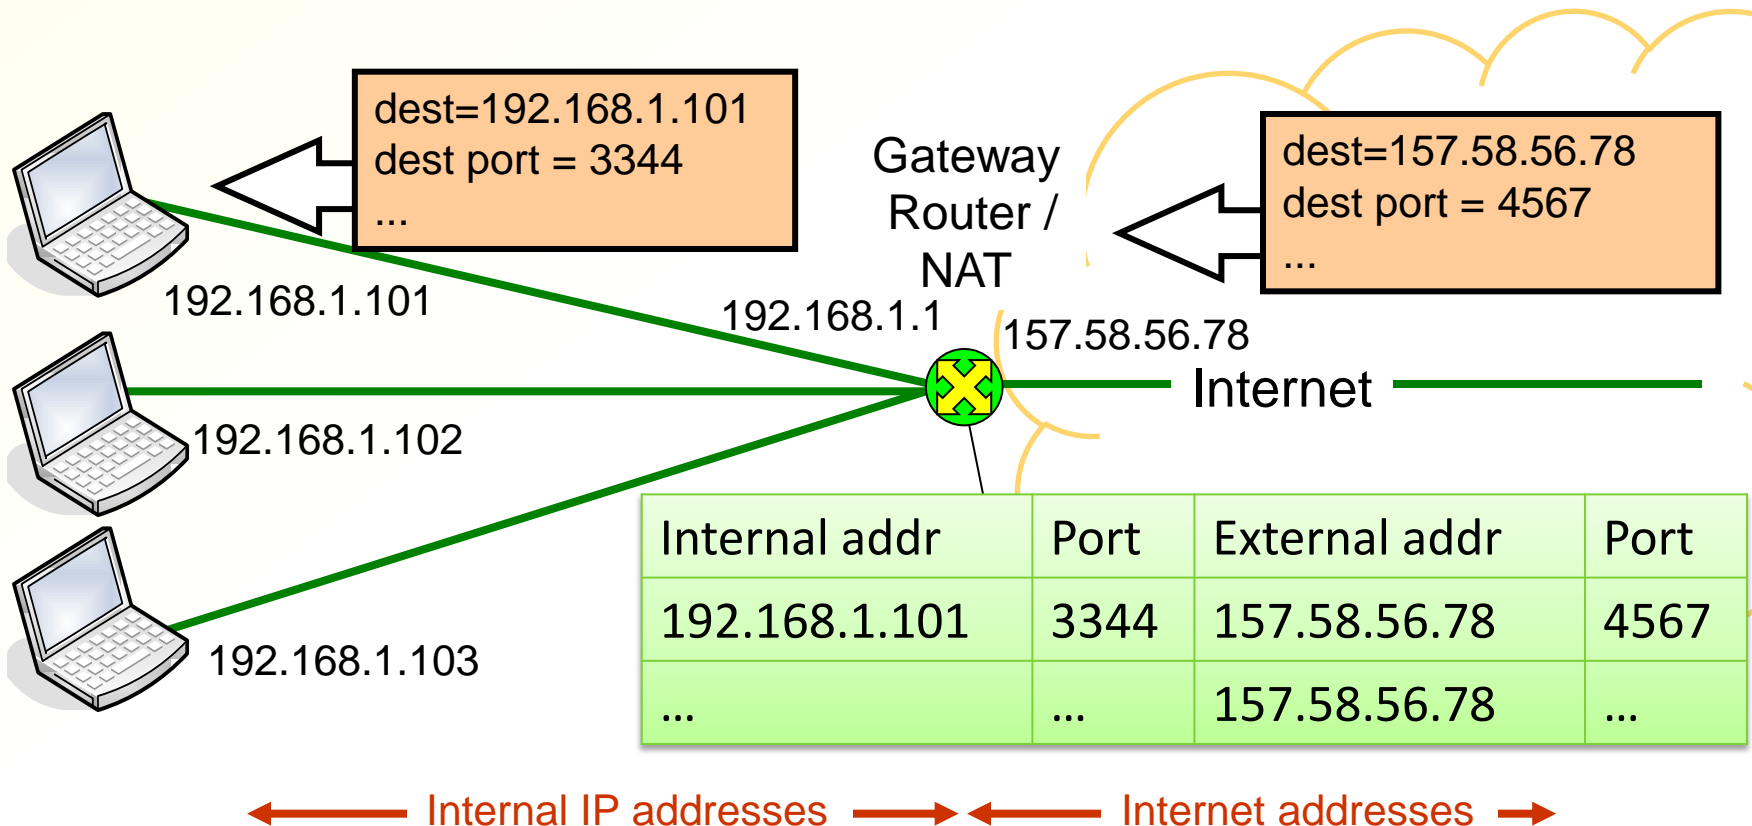 dest=192.168.1.101
dest port = 3344
...
Gateway
Router /
NAT
dest=157.58.56.78
dest port = 4567
...
192.168.1.101
192.168.1.1
157.58.56.78
Internet
192.168.1.102
192.168.1.103
Internal addr Port External addr Port
192.168.1.101 3344 157.58.56.78 4567
... ... 157.58.56.78 ...
Internal IP addresses
Internet addresses